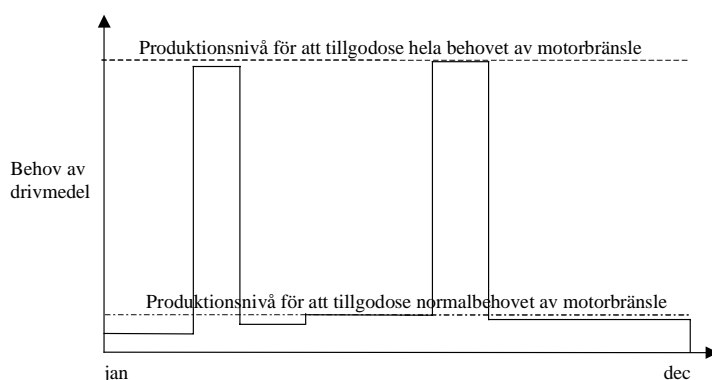 Produktionsnivå för att tillgodose hela behovet av motorbränsle
Behov av
drivmedel
Produktionsnivå för att tillgodose normalbehovet av motorbränsle
jan
dec